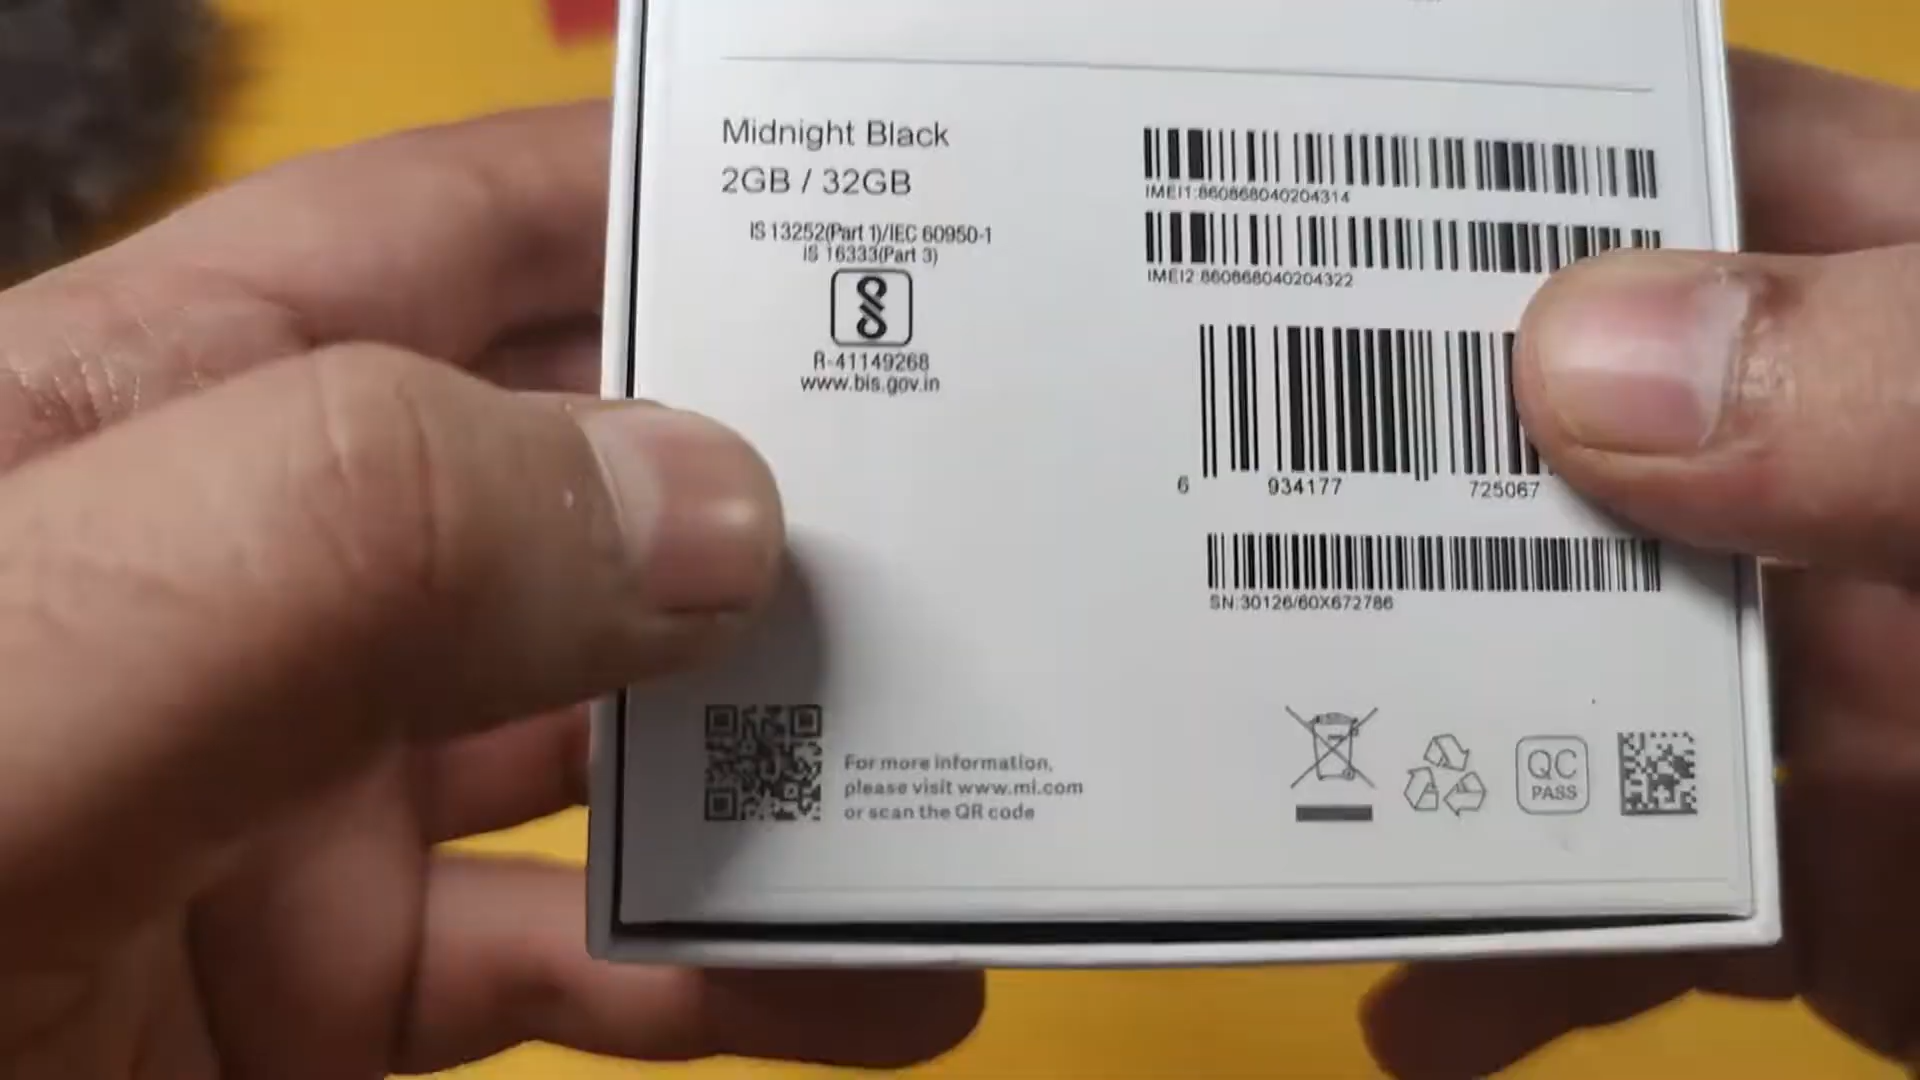 Midnight Black
2GB / 32GB
IS 13252(Part 1)/IEC 60950-1
IS 16333(Part 3)
R-41149268
www.bis.gov.in
IMEI1:860868040204314
IMEI2:860868040204322
6 934177 725067
SN:30126/60X672786
For more information,
please visit www.mi.com
or scan the QR code
QC
PASS